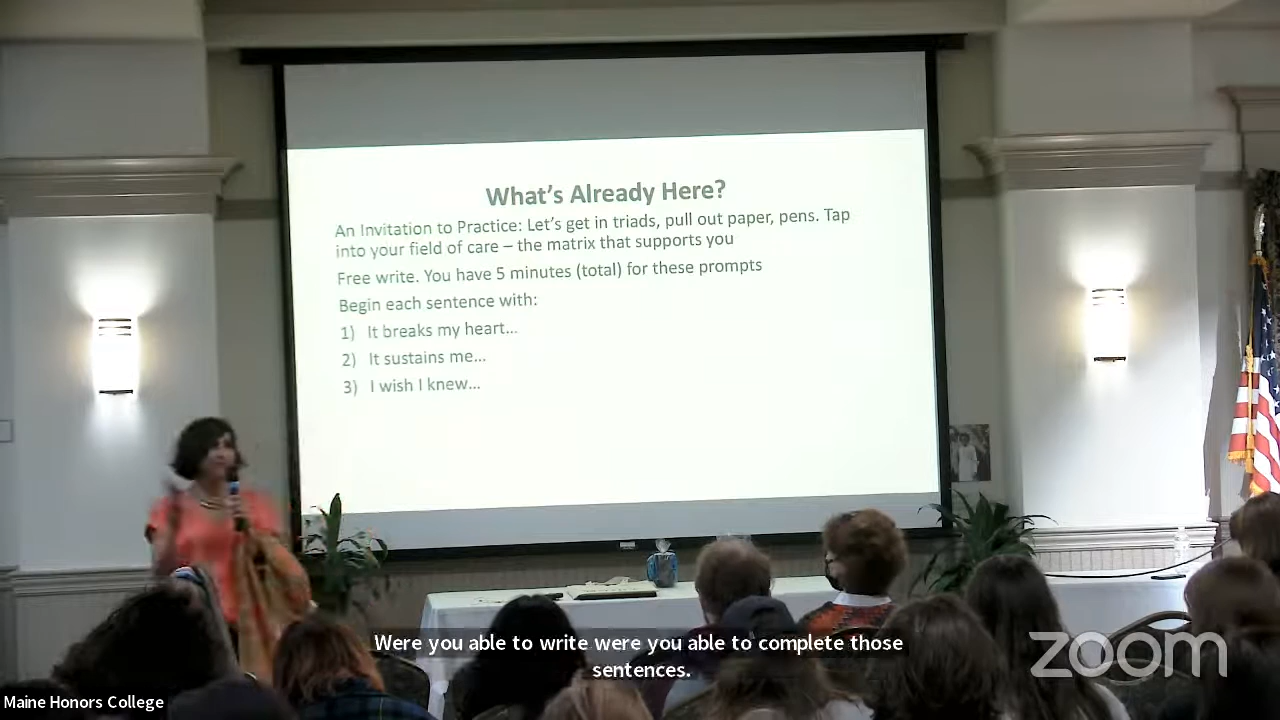 What's Already Here?
An Invitation to Practice: Let's get in triads, pull out paper, pens. Tap
into your field of care – the matrix that supports you
Free write. You have 5 minutes (total) for these prompts
Begin each sentence with:
1) It breaks my heart...
2) It sustains me...
3) I wish I knew...
Were you able to write were you able to complete those
sentences.
zoom
Maine Honors College